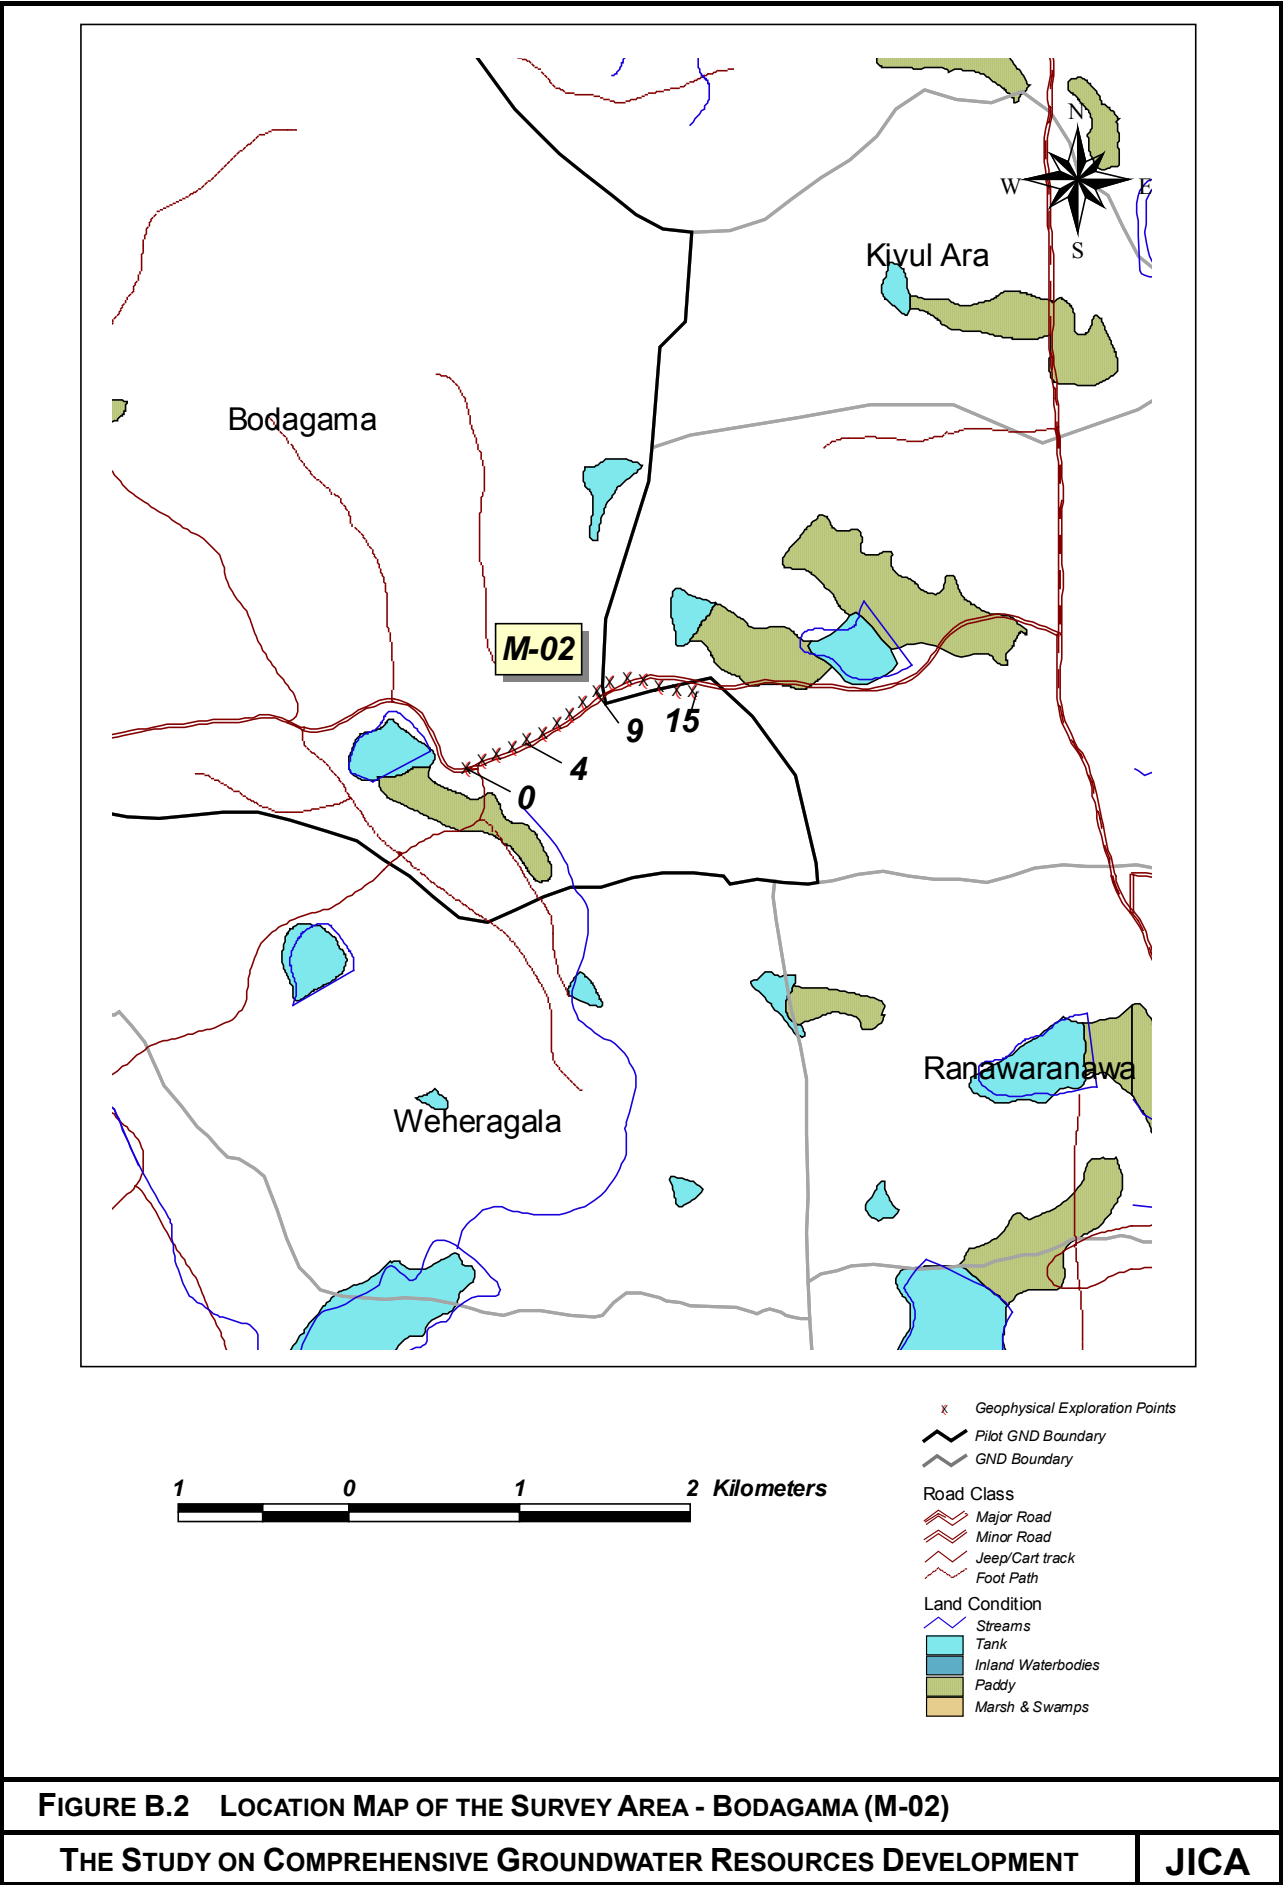 N
W
E
S
Kivul Ara
Bodagama
M-02
9
15
4
0
Ranawaranawa
Weheragala
Geophysical Exploration Points
Pilot GND Boundary
GND Boundary
1 0 1 2 Kilometers
Road Class
Major Road
Minor Road
Jeep/Cart track
Foot Path
Land Condition
Streams
Tank
Inland Waterbodies
Paddy
Marsh & Swamps
FIGURE B.2 LOCATION MAP OF THE SURVEY AREA - BODAGAMA (M-02)
THE STUDY ON COMPREHENSIVE GROUNDWATER RESOURCES DEVELOPMENT
JICA